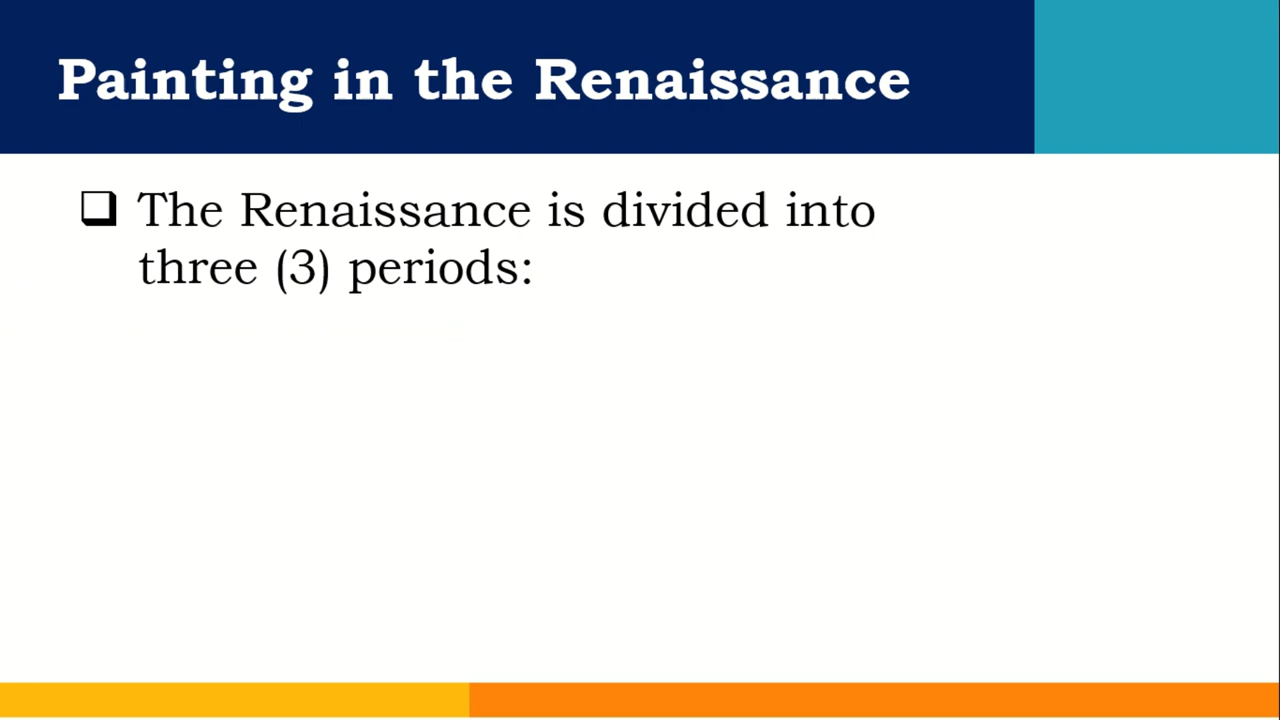 Painting in the Renaissance
❑ The Renaissance is divided into
three (3) periods: